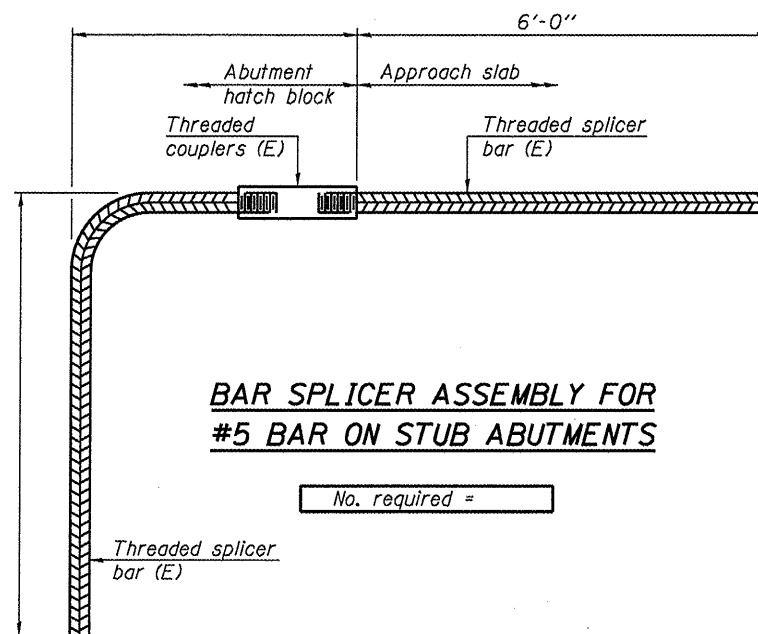 6'-0"
Abutment
hatch block
Approach slab
Threaded
couplers (E)
Threaded splicer
bar (E)
BAR SPLICER ASSEMBLY FOR
#5 BAR ON STUB ABUTMENTS
No. required =
Threaded splicer
bar (E)